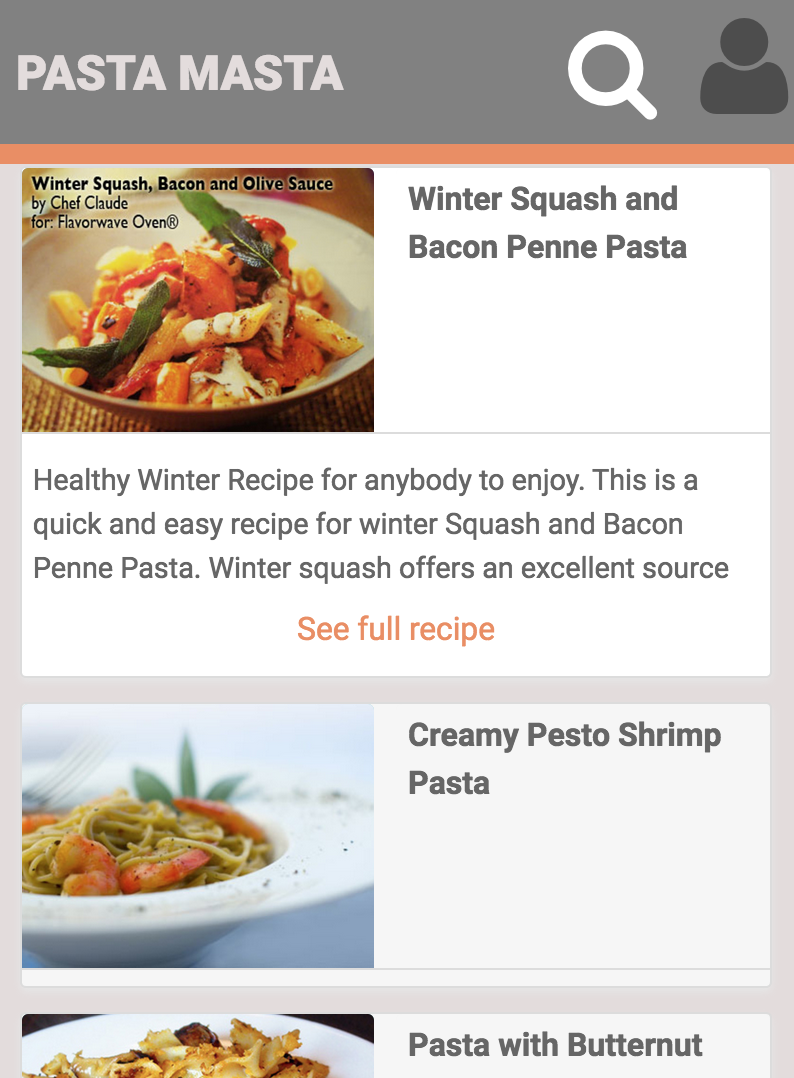 PASTA MASTA
Winter Squash, Bacon and Olive Sauce
by Chef Claude
for: Flavorwave Oven®
Winter Squash and
Bacon Penne Pasta
Healthy Winter Recipe for anybody to enjoy. This is a
quick and easy recipe for winter Squash and Bacon
Penne Pasta. Winter squash offers an excellent source
See full recipe
Creamy Pesto Shrimp
Pasta
Pasta with Butternut